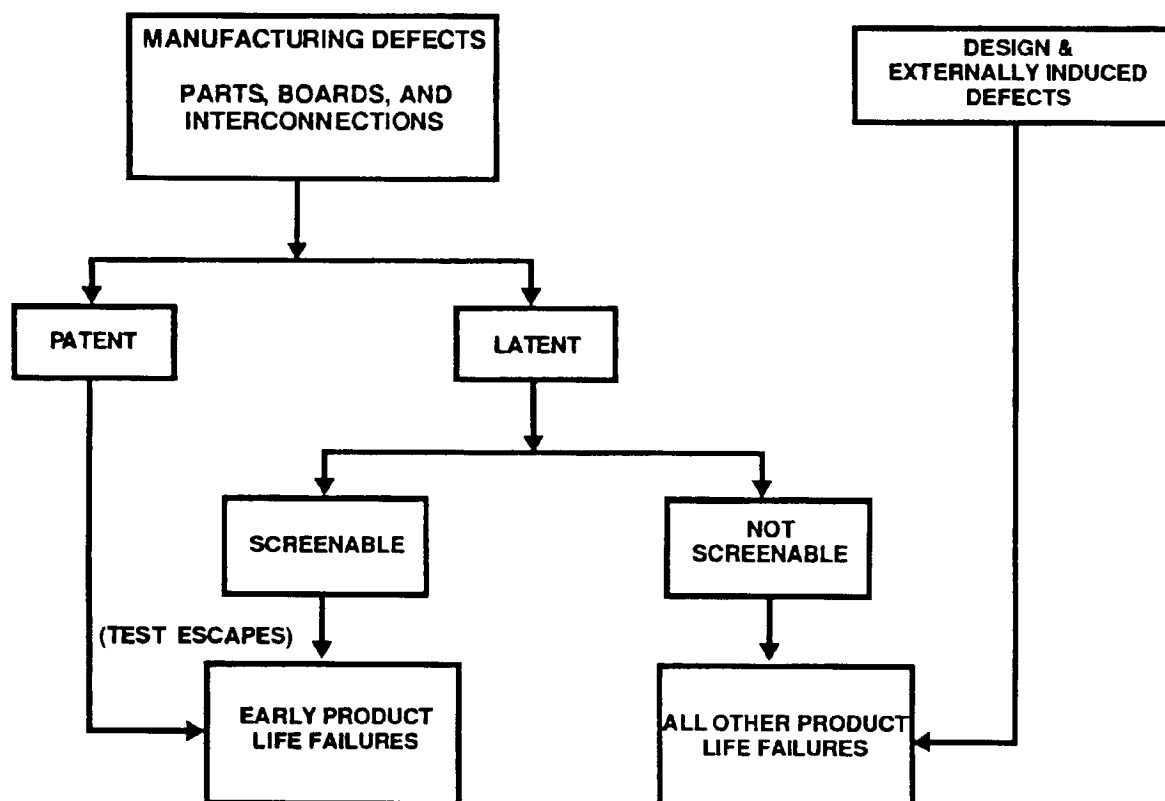 MANUFACTURING DEFECTS
PARTS, BOARDS, AND
INTERCONNECTIONS
DESIGN &
EXTERNALLY INDUCED
DEFECTS
PATENT
LATENT
SCREENABLE
NOT
SCREENABLE
(TEST ESCAPES)
EARLY PRODUCT
LIFE FAILURES
ALL OTHER PRODUCT
LIFE FAILURES